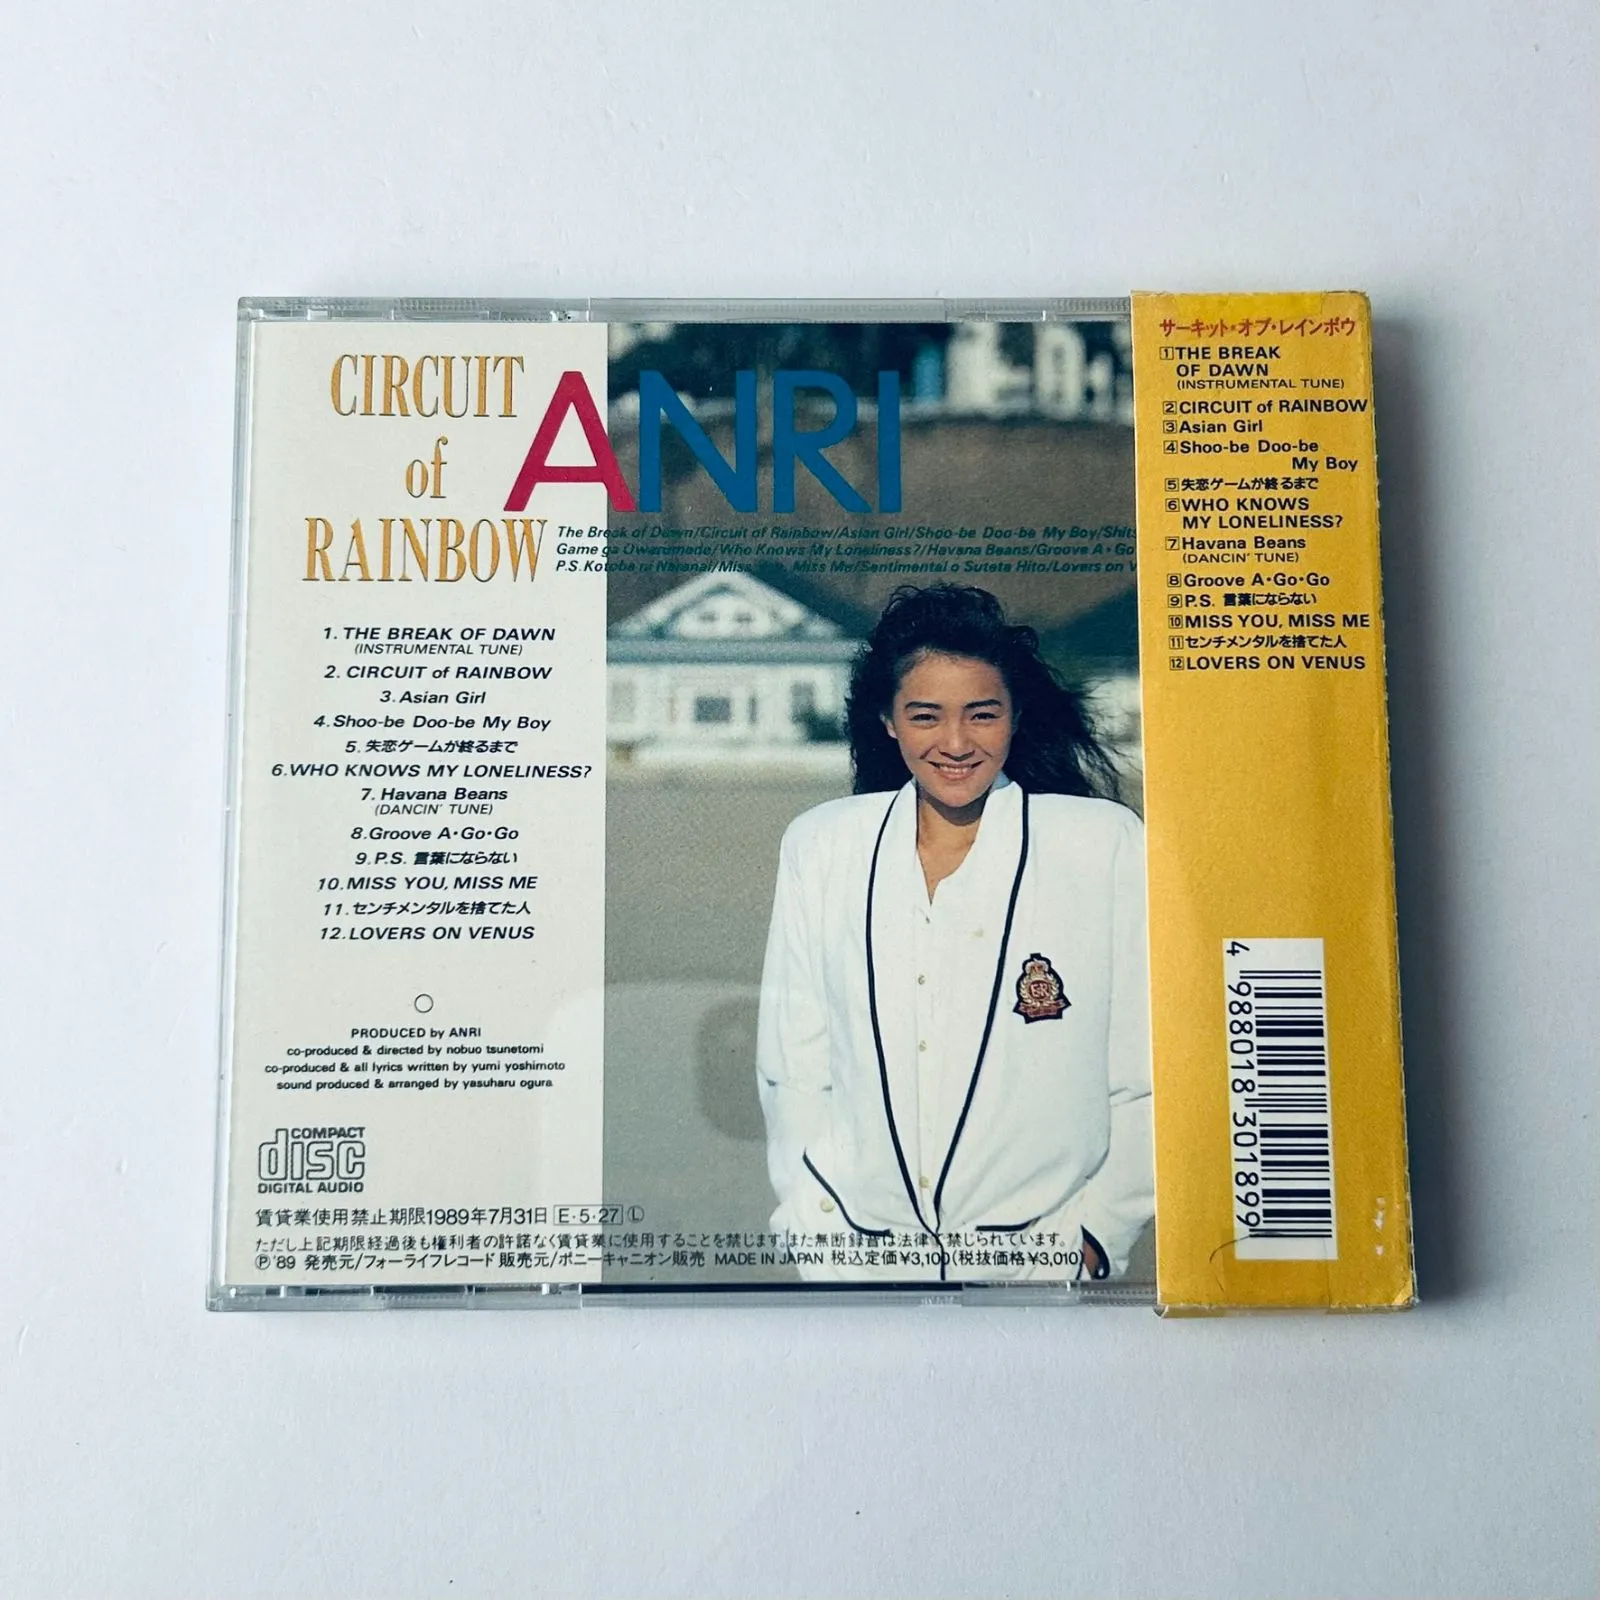 CIRCUIT
of
RAINBOW
ANRI
The Break of Dawn/Circuit of Rainbow/Asian Girl/Shoo-be Doo-be My Boy/Shits
Game ga Owarumade/Who Knows My Loneliness?/Havana Beans/Groove A・Go
P.S.Kotoba ni Naranai/Miss You, Miss Me/Sentimental o Suteta Hito/Lovers on V
1. THE BREAK OF DAWN
(INSTRUMENTAL TUNE)
2. CIRCUIT of RAINBOW
3. Asian Girl
4. Shoo-be Doo-be My Boy
5. 失恋ゲームが終るまで
6. WHO KNOWS MY LONELINESS?
7. Havana Beans
(DANCIN' TUNE)
8. Groove A・Go・Go
9. P.S. 言葉にならない
10. MISS YOU, MISS ME
11. センチメンタルを捨てた人
12. LOVERS ON VENUS
PRODUCED by ANRI
co-produced & directed by nobuo tsunetomi
co-produced & all lyrics written by yumi yoshimoto
sound produced & arranged by yasuharu ogura
COMPACT
disc
DIGITAL AUDIO
賃貸業使用禁止期限1989年7月31日 E・5・27 Ⓛ
ただし上記期限経過後も権利者の許諾なく賃貸業に使用することを禁じます。また無断録音は法律で禁じられています。
Ⓟ'89 発売元/フォーライフレコード 販売元/ポニーキャニオン販売 MADE IN JAPAN 税込定価¥3,100(税抜価格¥3,010)
サーキット・オブ・レインボウ
1 THE BREAK
OF DAWN
(INSTRUMENTAL TUNE)
2 CIRCUIT of RAINBOW
3 Asian Girl
4 Shoo-be Doo-be
My Boy
5 失恋ゲームが終るまで
6 WHO KNOWS
MY LONELINESS?
7 Havana Beans
(DANCIN' TUNE)
8 Groove A・Go・Go
9 P.S. 言葉にならない
10 MISS YOU, MISS ME
11 センチメンタルを捨てた人
12 LOVERS ON VENUS
4 988018 301899